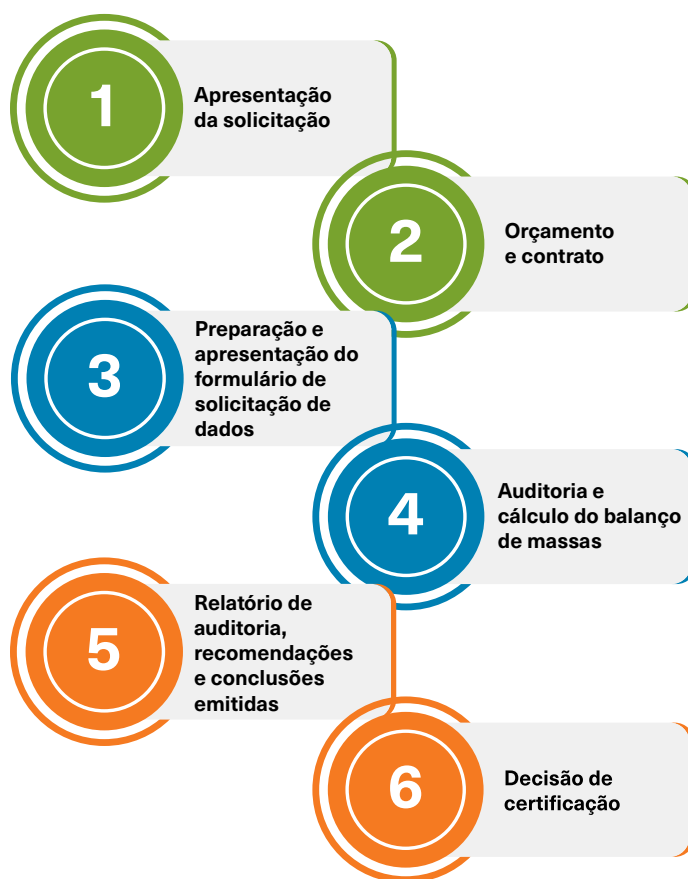 1
Apresentação
da solicitação
2
Orçamento
e contrato
3
Preparação e
apresentação do
formulário de
solicitação de
dados
4
Auditoria e
cálculo do balanço
de massas
5
Relatório de
auditoria,
recomendações
e conclusões
emitidas
6
Decisão de
certificação